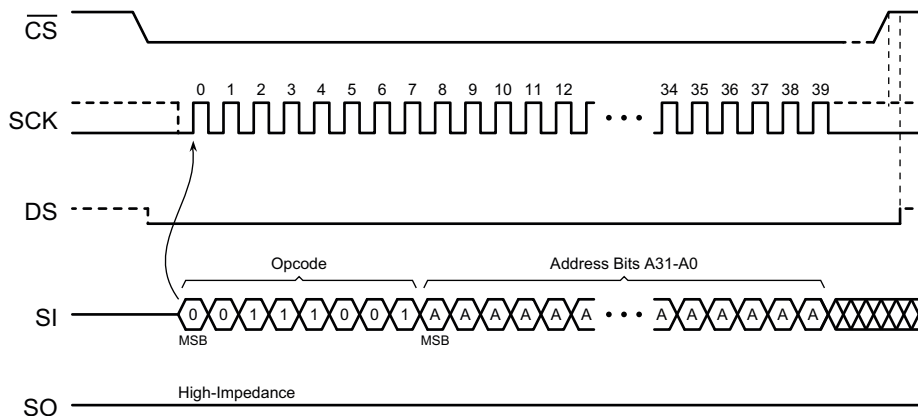 CS
0 1 2 3 4 5 6 7 8 9 10 11 12 34 35 36 37 38 39
SCK
DS
Opcode Address Bits A31-A0
SI 0 0 1 1 1 0 0 1 A A A A A A A A A A A A
MSB MSB
High-Impedance
SO